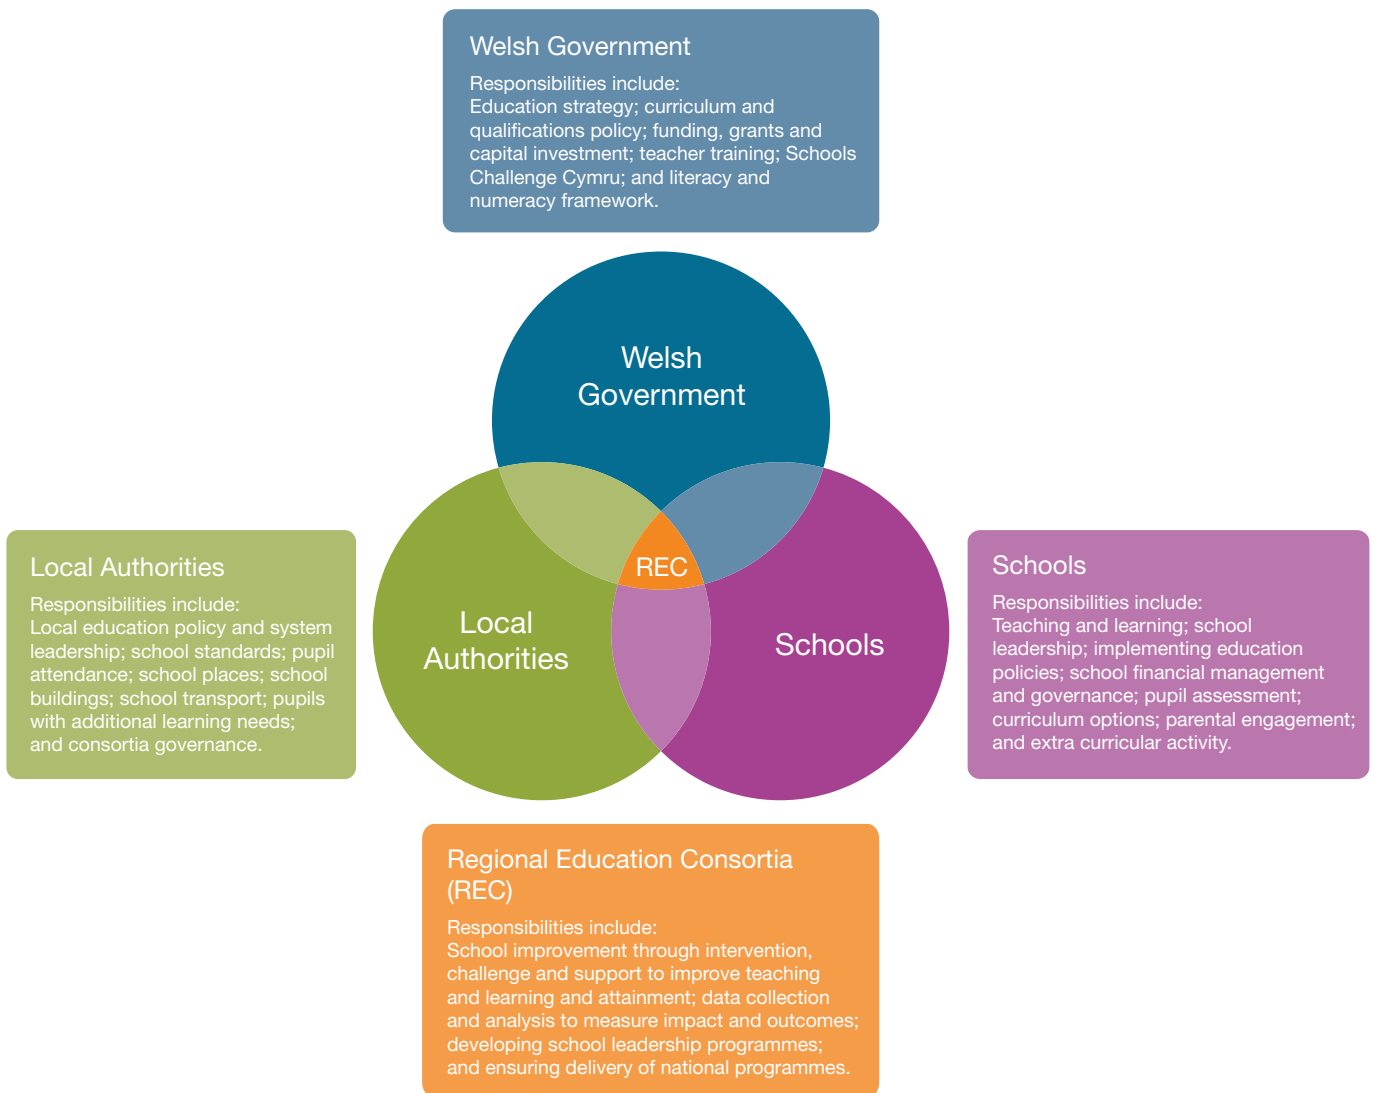 Welsh Government
Responsibilities include:
Education strategy; curriculum and
qualifications policy; funding, grants and
capital investment; teacher training; Schools
Challenge Cymru; and literacy and
numeracy framework.
Welsh
Government
REC
Local
Authorities
Schools
Local Authorities
Responsibilities include:
Local education policy and system
leadership; school standards; pupil
attendance; school places; school
buildings; school transport; pupils
with additional learning needs;
and consortia governance.
Schools
Responsibilities include:
Teaching and learning; school
leadership; implementing education
policies; school financial management
and governance; pupil assessment;
curriculum options; parental engagement;
and extra curricular activity.
Regional Education Consortia
(REC)
Responsibilities include:
School improvement through intervention,
challenge and support to improve teaching
and learning and attainment; data collection
and analysis to measure impact and outcomes;
developing school leadership programmes;
and ensuring delivery of national programmes.